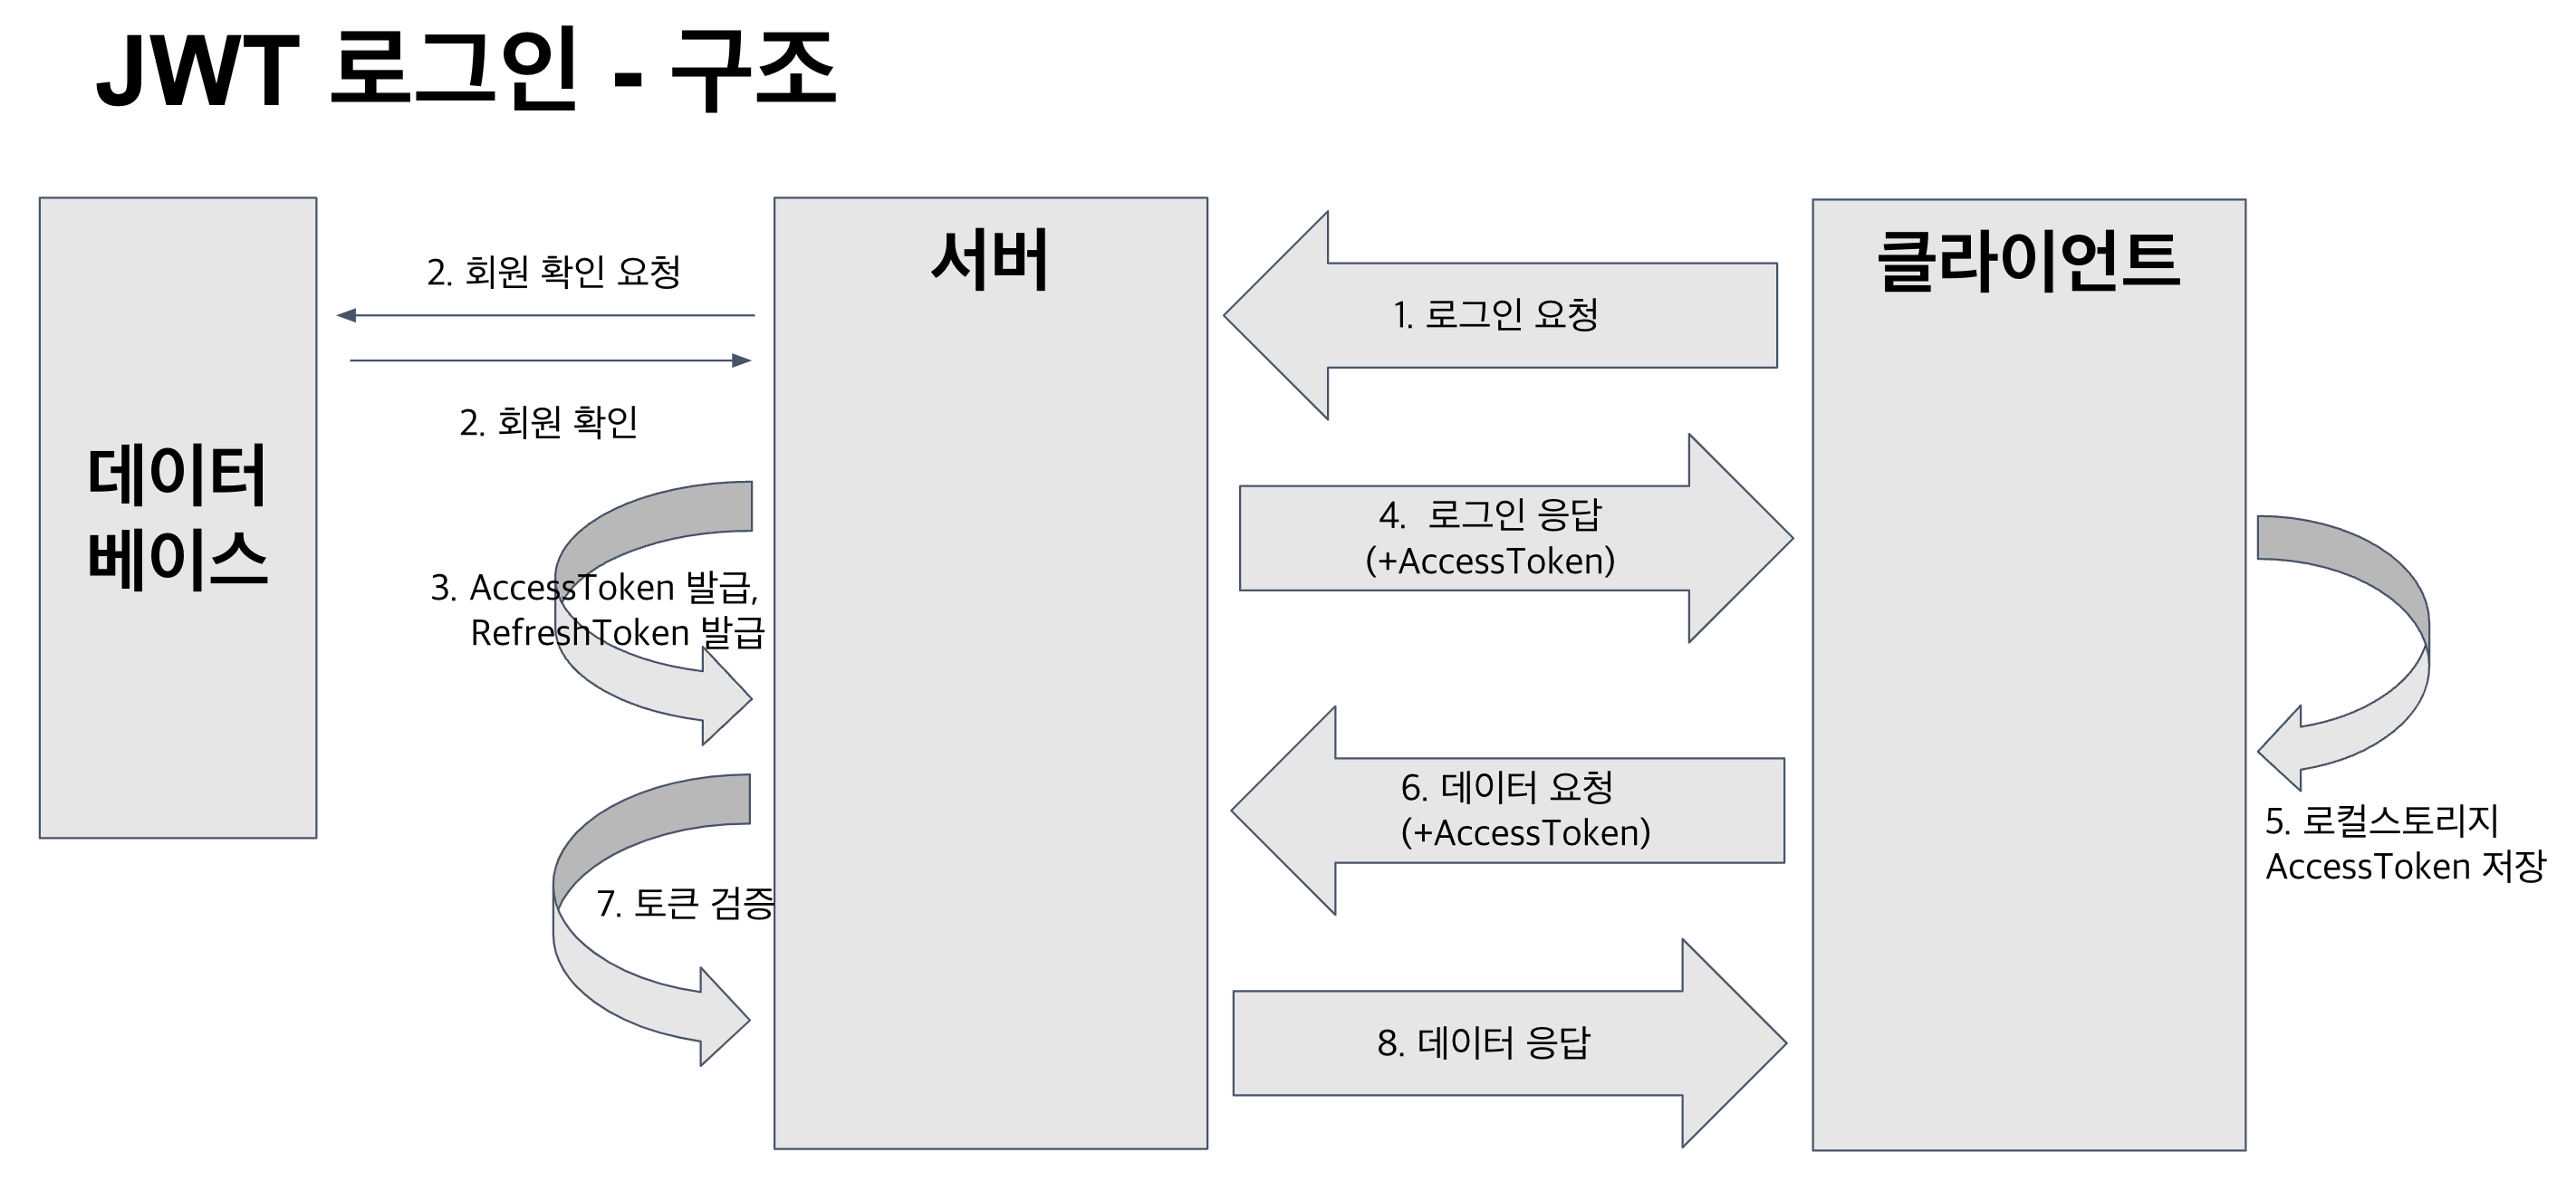 JWT 로그인 - 구조
데이터
베이스
2. 회원 확인 요청
2. 회원 확인
3. AccessToken 발급,
RefreshToken 발급
7. 토큰 검증
서버
1. 로그인 요청
4. 로그인 응답
(+AccessToken)
6. 데이터 요청
(+AccessToken)
8. 데이터 응답
클라이언트
5. 로컬스토리지
AccessToken 저장